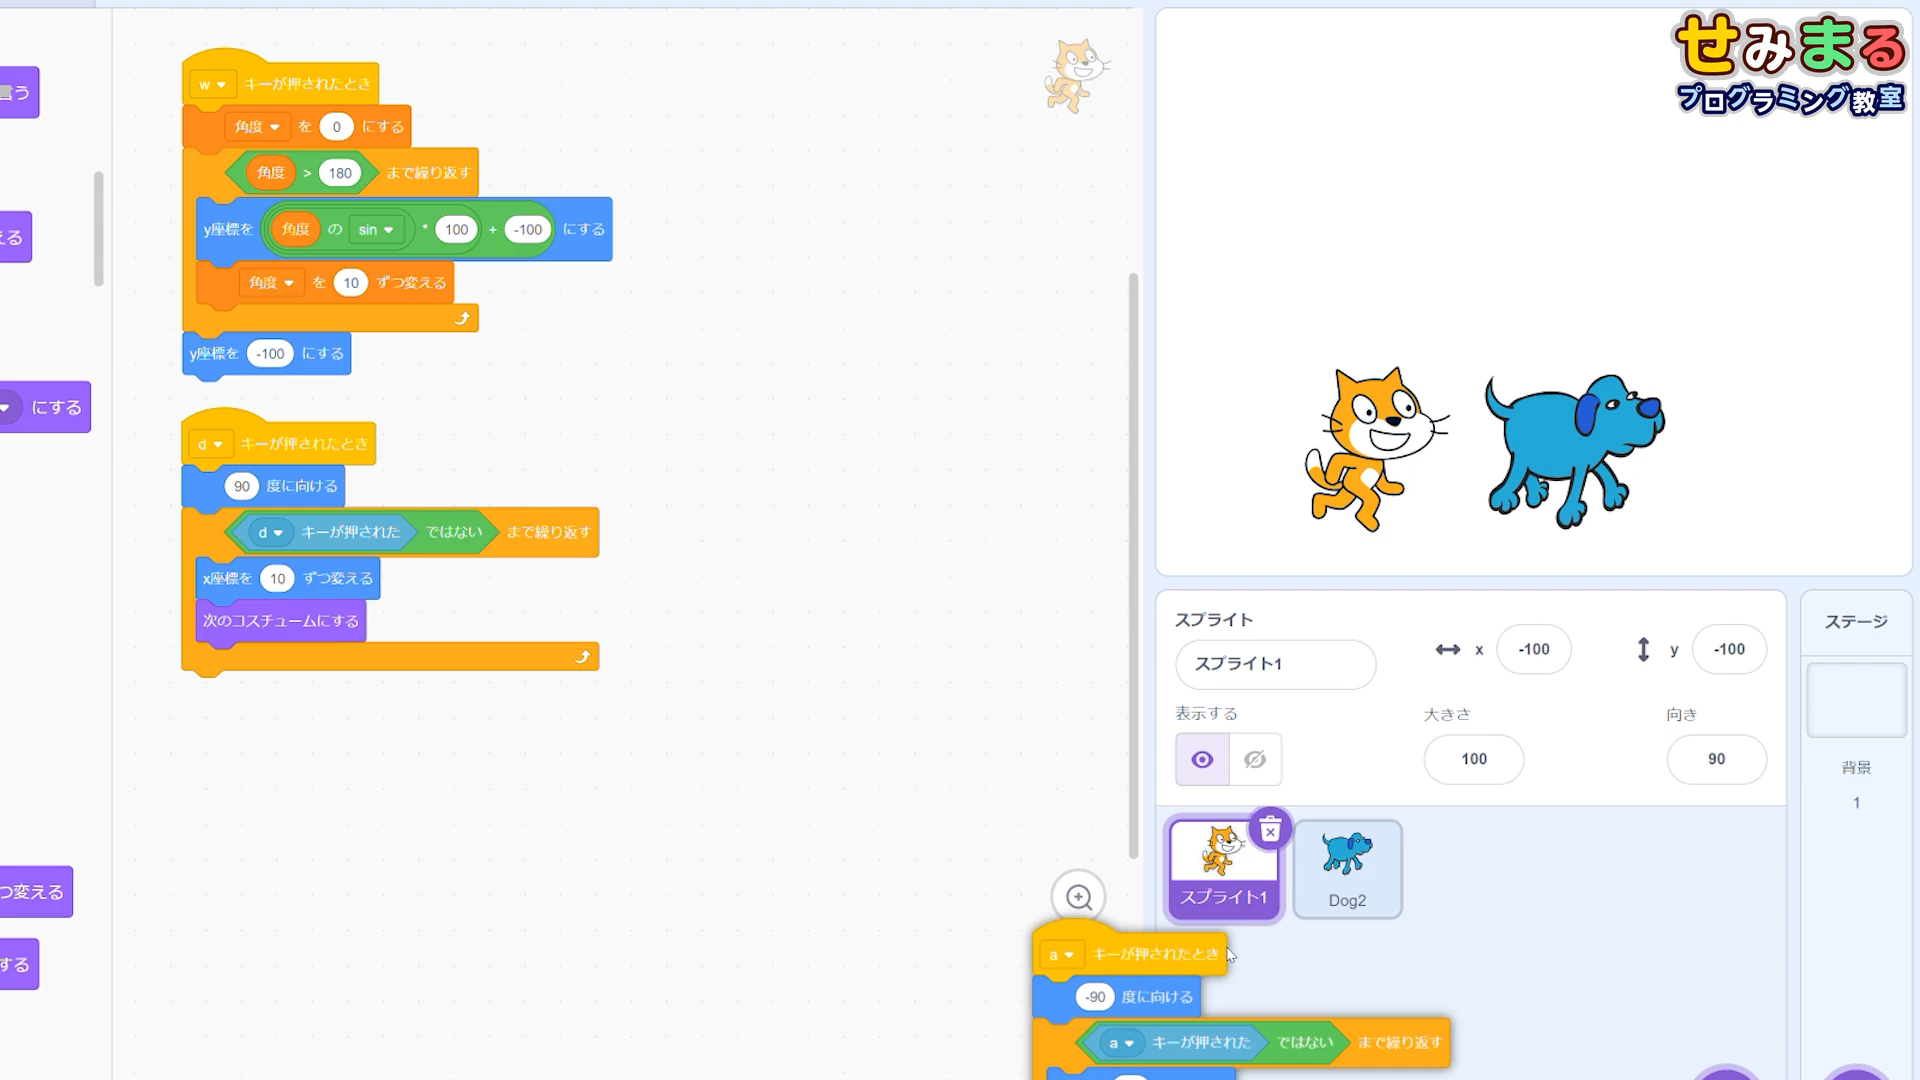 言う
える
にする
つ変える
する
w キーが押されたとき
角度 を 0 にする
角度 > 180 まで繰り返す
y座標を 角度 の sin * 100 + -100 にする
角度 を 10 ずつ変える
y座標を -100 にする
d キーが押されたとき
90 度に向ける
d キーが押された ではない まで繰り返す
x座標を 10 ずつ変える
次のコスチュームにする
a キーが押されたとき
-90 度に向ける
a キーが押された ではない まで繰り返す
せみまる
プログラミング教室
スプライト
スプライト1
x -100
y -100
表示する
大きさ
100
向き
90
スプライト1
Dog2
ステージ
背景
1